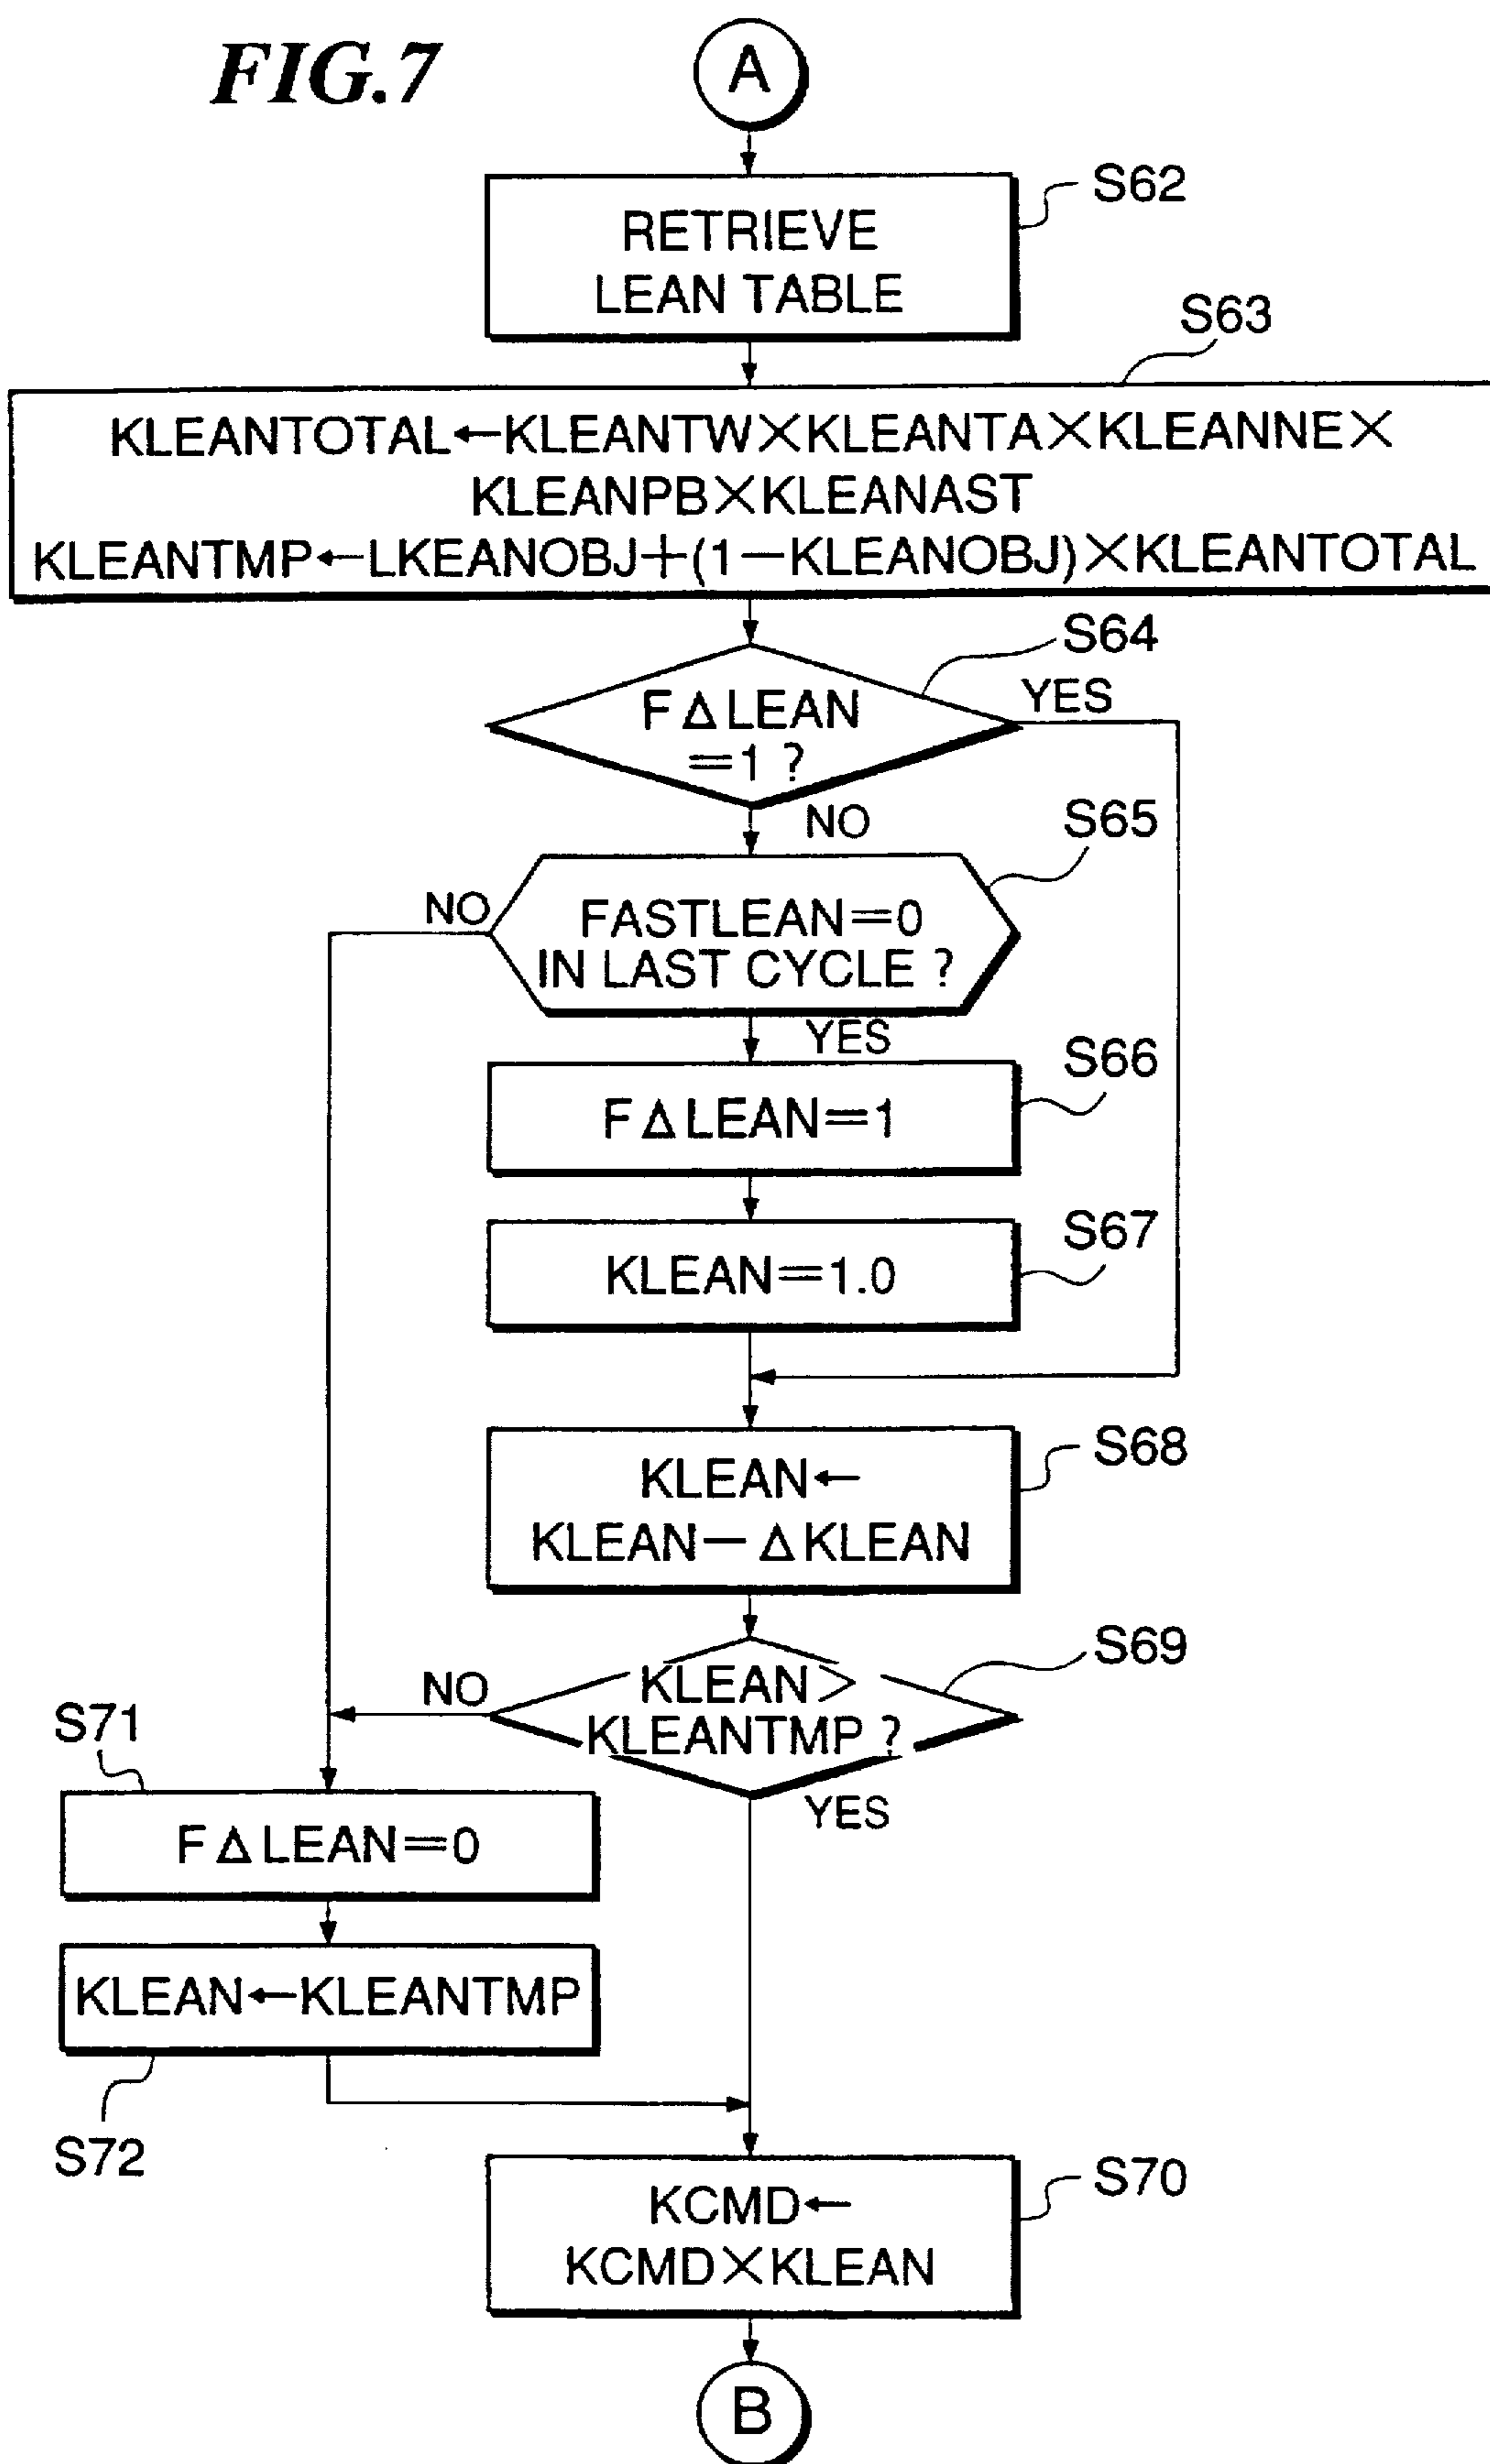 FIG.7
A
S62
RETRIEVE
LEAN TABLE
S63
KLEANTOTAL←KLEANTW×KLEANTA×KLEANNE×
KLEANPB×KLEANAST
KLEANTMP←LKEANOBJ+(1−KLEANOBJ)×KLEANTOTAL
S64
YES
FΔLEAN
=1 ?
NO
S65
NO
FASTLEAN=0
IN LAST CYCLE ?
YES
S66
FΔLEAN=1
S67
KLEAN=1.0
S68
KLEAN←
KLEAN−ΔKLEAN
S69
NO
KLEAN>
KLEANTMP ?
S71
YES
FΔLEAN=0
KLEAN←KLEANTMP
S72
S70
KCMD←
KCMD×KLEAN
B